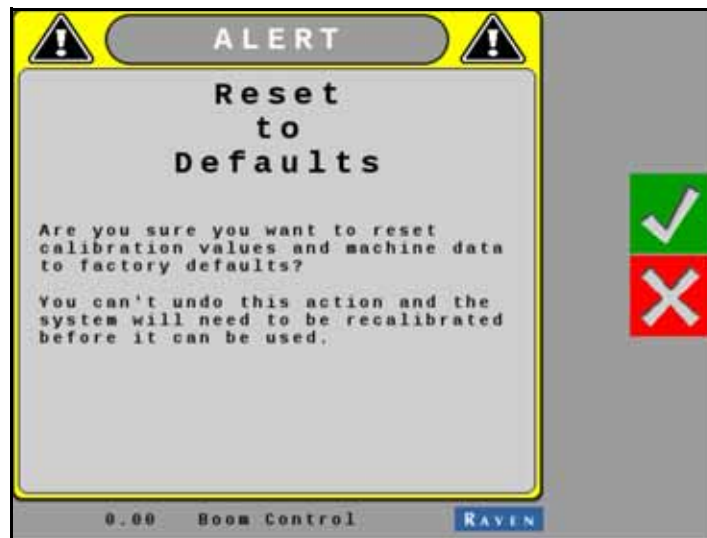 ALERT
Reset
to
Defaults
Are you sure you want to reset
calibration values and machine data
to factory defaults?
You can't undo this action and the
system will need to be recalibrated
before it can be used.
0.00 Boom Control RAVEN